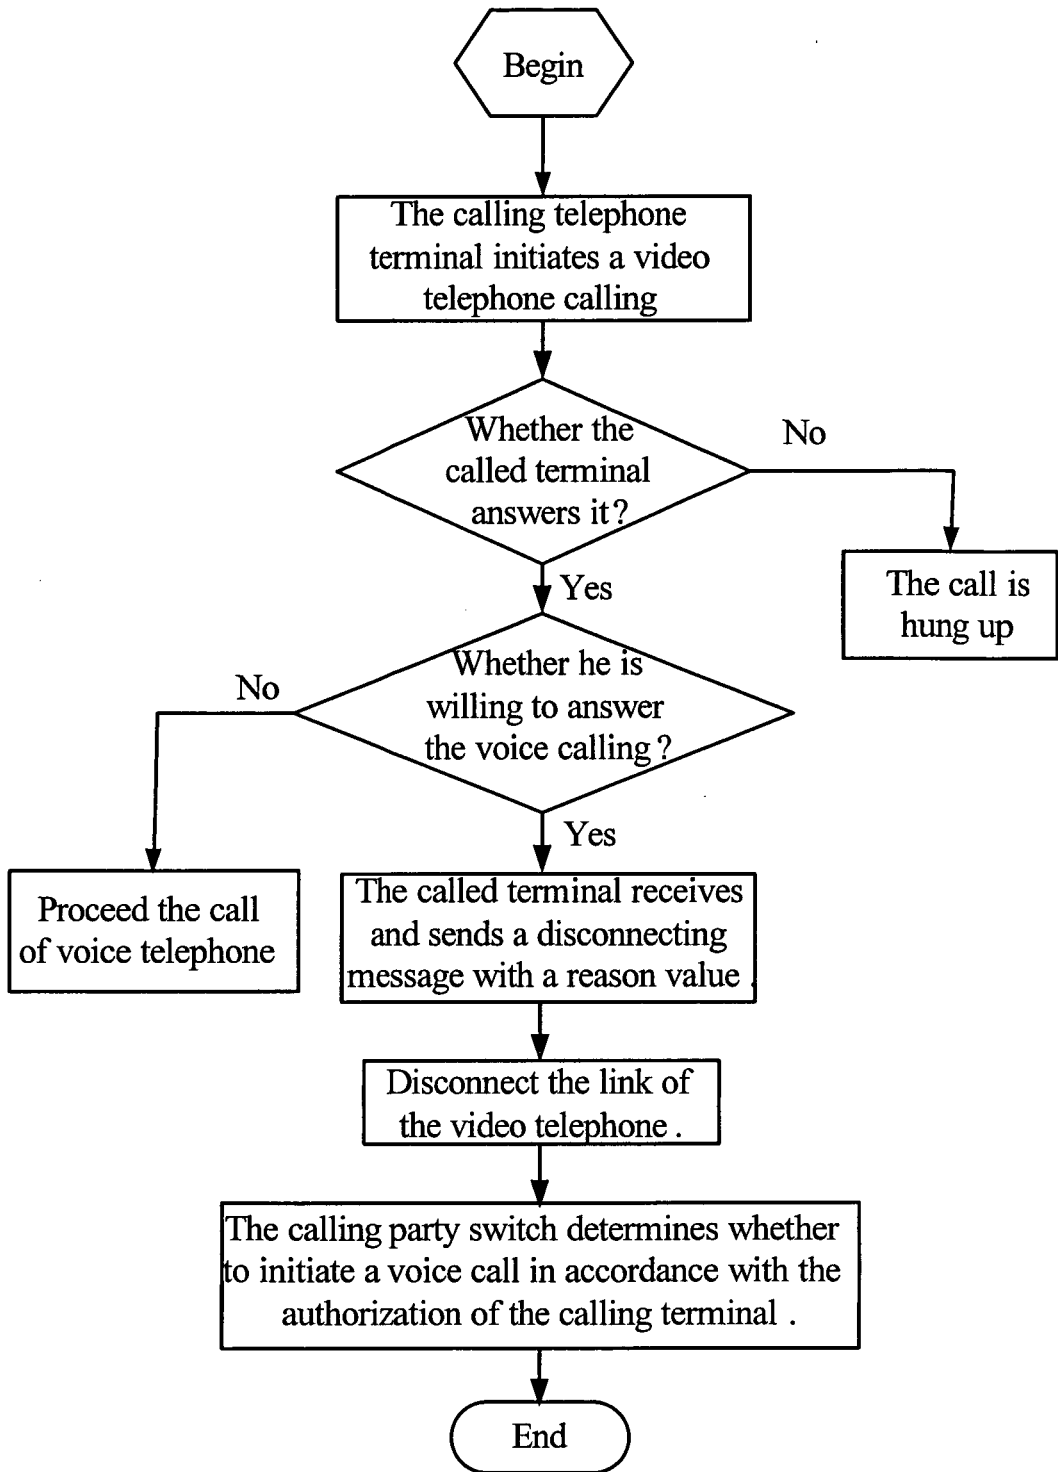 Begin
The calling telephone
terminal initiates a video
telephone calling
Whether the
called terminal
answers it?
No
The call is
hung up
Yes
Whether he is
willing to answer
the voice calling?
No
Proceed the call
of voice telephone
Yes
The called terminal receives
and sends a disconnecting
message with a reason value .
Disconnect the link of
the video telephone .
The calling party switch determines whether
to initiate a voice call in accordance with the
authorization of the calling terminal .
End